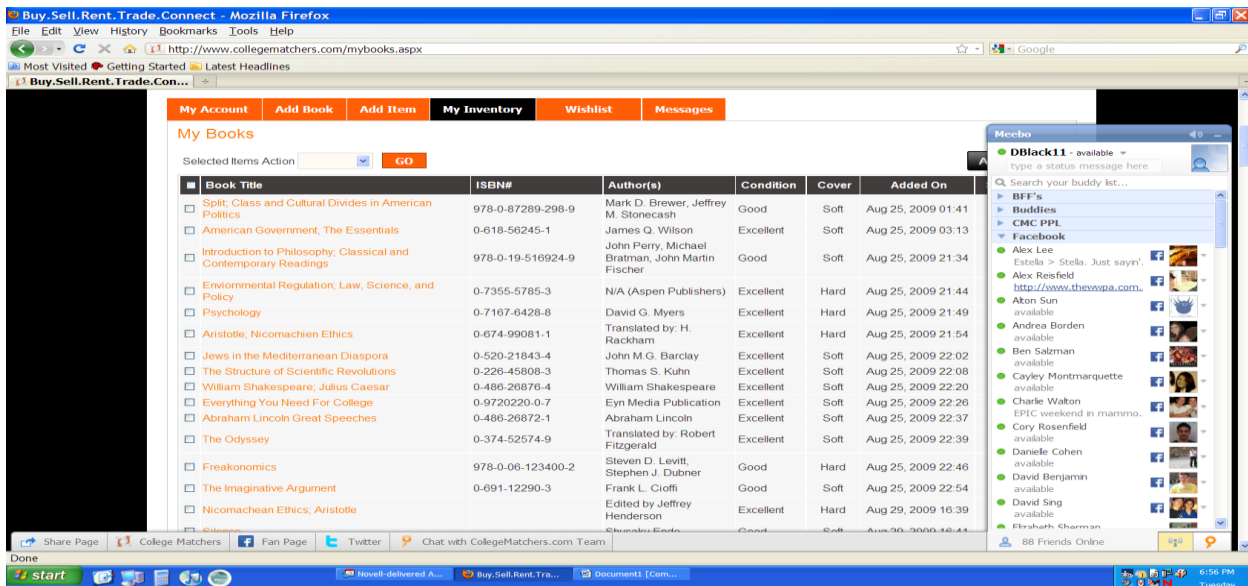 Buy.Sell.Rent.Trade.Connect - Mozilla Firefox
File Edit View History Bookmarks Tools Help
http://www.collegematchers.com/mybooks.aspx
Google
Most Visited Getting Started Latest Headlines
Buy.Sell.Rent.Trade.Con...
My Account Add Book Add Item My Inventory Wishlist Messages
My Books
Selected Items Action GO
A
Book Title ISBN# Author(s) Condition Cover Added On
Split; Class and Cultural Divides in American
Politics
978-0-87289-298-9
Mark D. Brewer, Jeffrey
M. Stonecash
Good Soft Aug 25, 2009 01:41
American Government, The Essentials 0-618-56245-1 James Q. Wilson Excellent Soft Aug 25, 2009 03:13
Introduction to Philosophy; Classical and
Contemporary Readings
978-0-19-516924-9
John Perry, Michael
Bratman, John Martin
Fischer
Good Soft Aug 25, 2009 21:34
Enviornmental Regulation; Law, Science, and
Policy
0-7355-5785-3 N/A (Aspen Publishers) Excellent Hard Aug 25, 2009 21:44
Psychology 0-7167-6428-8 David G. Myers Excellent Hard Aug 25, 2009 21:49
Aristotle; Nicomachien Ethics 0-674-99081-1
Translated by: H.
Rackham
Excellent Hard Aug 25, 2009 21:54
Jews in the Mediterranean Diaspora 0-520-21843-4 John M.G. Barclay Excellent Soft Aug 25, 2009 22:02
The Structure of Scientific Revolutions 0-226-45808-3 Thomas S. Kuhn Excellent Soft Aug 25, 2009 22:08
William Shakespeare; Julius Caesar 0-486-26876-4 William Shakespeare Excellent Soft Aug 25, 2009 22:20
Everything You Need For College 0-9720220-0-7 Eyn Media Publication Excellent Soft Aug 25, 2009 22:26
Abraham Lincoln Great Speeches 0-486-26872-1 Abraham Lincoln Excellent Soft Aug 25, 2009 22:37
The Odyssey 0-374-52574-9
Translated by: Robert
Fitzgerald
Excellent Soft Aug 25, 2009 22:39
Freakonomics 978-0-06-123400-2
Steven D. Levitt,
Stephen J. Dubner
Good Hard Aug 25, 2009 22:46
The Imaginative Argument 0-691-12290-3 Frank L. Cioffi Good Soft Aug 25, 2009 22:54
Nicomachean Ethics; Aristotle
Edited by Jeffrey
Henderson
Excellent Hard Aug 29, 2009 16:39
Silence Shusaku Endo Good Soft Aug 29, 2009 16:41
Meebo
DBlack11 - available
type a status message here
Search your buddy list...
BFF's
Buddies
CMC PPL
Facebook
Alex Lee
Estella > Stella. Just sayin'.
Alex Reisfield
http://www.thewvpa.com..
Alton Sun
available
Andrea Borden
available
Ben Salzman
available
Cayley Montmarquette
available
Charlie Walton
EPIC weekend in mammo..
Cory Rosenfield
available
Danielle Cohen
available
David Benjamin
available
David Sing
available
Elizabeth Sherman
88 Friends Online
Share Page College Matchers Fan Page Twitter Chat with CollegeMatchers.com Team
Done
start Novell-delivered A... Buy.Sell.Rent.Tra... Document1 [Com... 6:56 PM
Tuesday